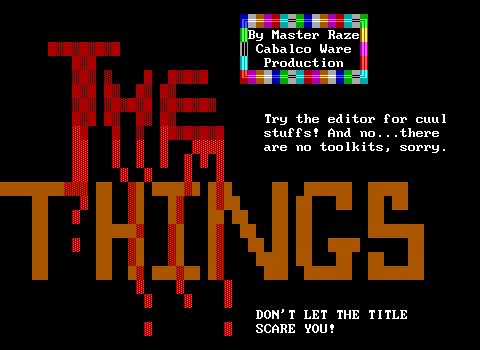 By Master Raze
Cabalco Ware
Production
THE
Try the editor for cuul
stuffs! And no...there
are no toolkits, sorry.
THINGS
DON'T LET THE TITLE
SCARE YOU!